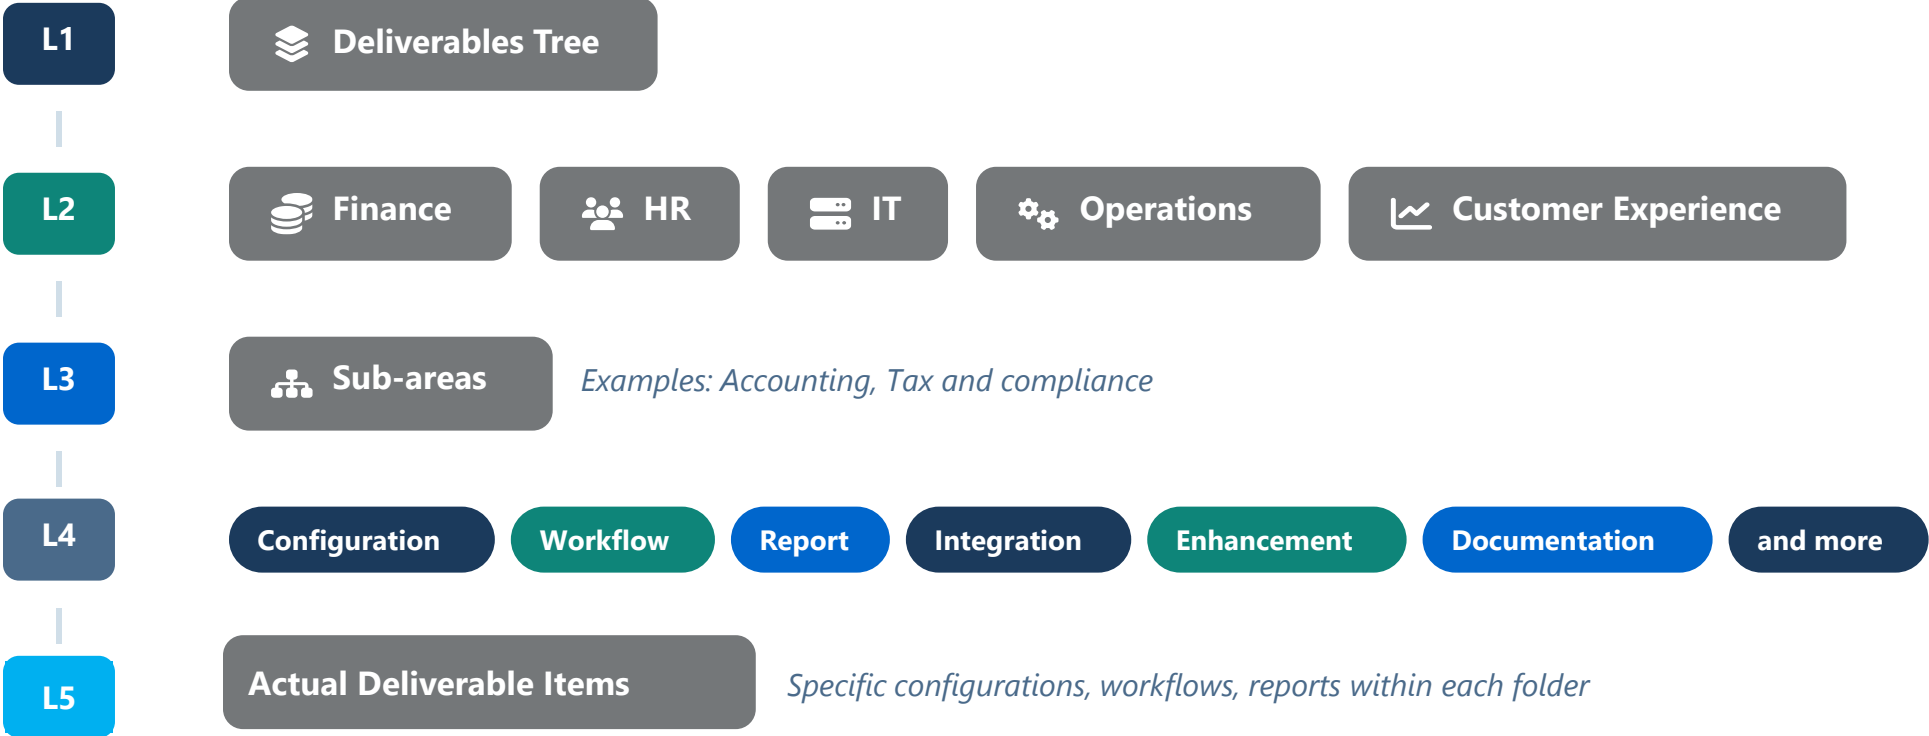 L1
Deliverables Tree
L2
Finance
HR
IT
Operations
Customer Experience
L3
Sub-areas
Examples: Accounting, Tax and compliance
L4
Configuration
Workflow
Report
Integration
Enhancement
Documentation
and more
L5
Actual Deliverable Items
Specific configurations, workflows, reports within each folder